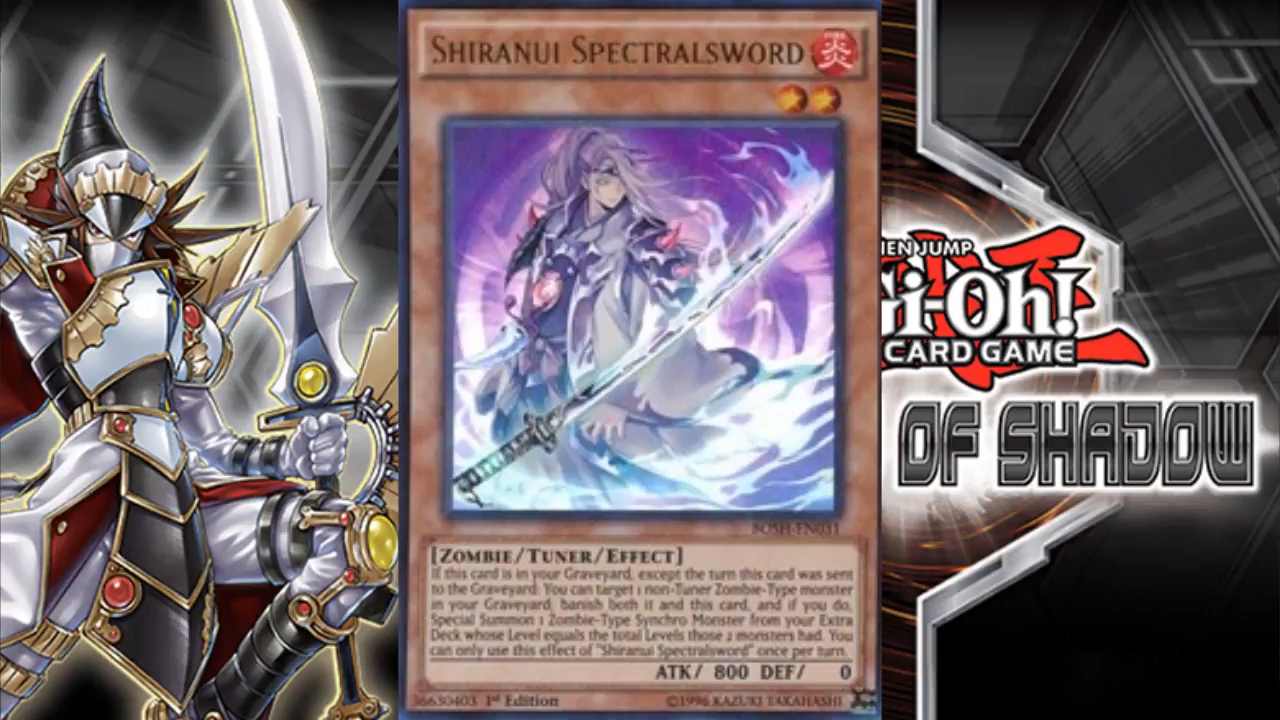 SHIRANUI SPECTRALSWORD
炎
BOSH-EN031
[ZOMBIE/TUNER/EFFECT]
If this card is in your Graveyard, except the turn this card was sent
to the Graveyard: You can target 1 non-Tuner Zombie-Type monster
in your Graveyard; banish both it and this card, and if you do,
Special Summon 1 Zombie-Type Synchro Monster from your Extra
Deck whose Level equals the total Levels those 2 monsters had. You
can only use this effect of "Shiranui Spectralsword" once per turn.
ATK/ 800 DEF/ 0
36630403 1st Edition
©1996 KAZUKI TAKAHASHI
IEN JUMP
Gi-Oh!
CARD GAME
OF SHADOW